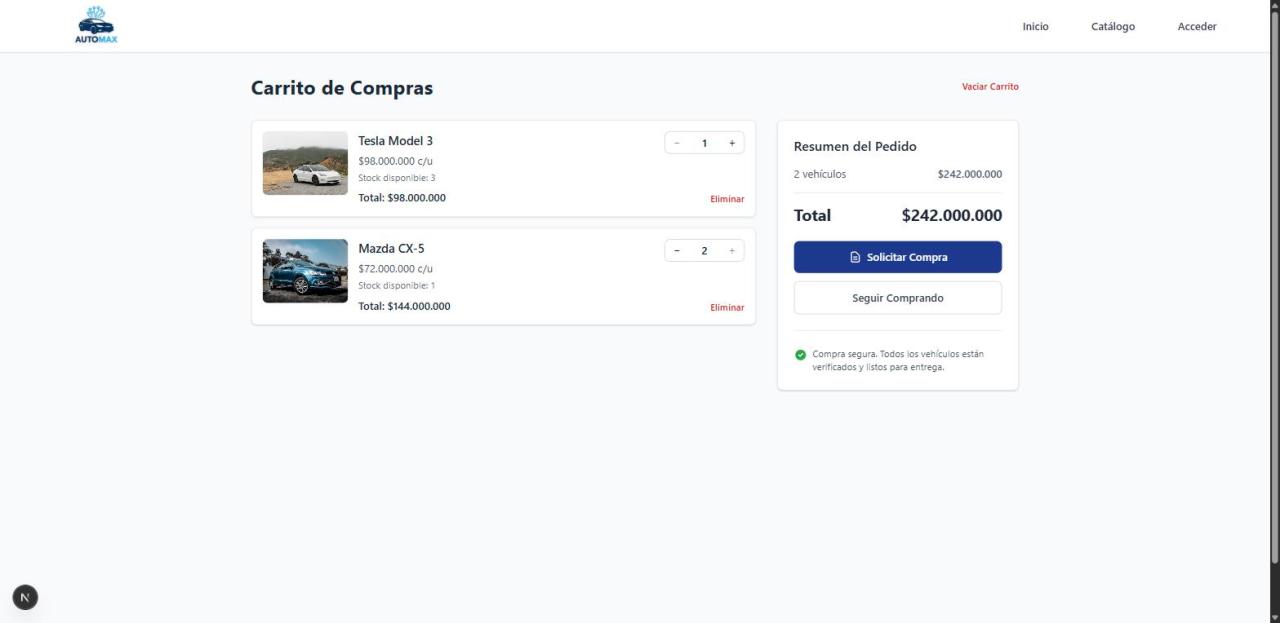 AUTOMAX
Inicio
Catálogo
Acceder
Carrito de Compras
Vaciar Carrito
Tesla Model 3
$98.000.000 c/u
Stock disponible: 3
Total: $98.000.000
− 1 +
Eliminar
Mazda CX-5
$72.000.000 c/u
Stock disponible: 1
Total: $144.000.000
− 2 +
Eliminar
Resumen del Pedido
2 vehículos $242.000.000
Total $242.000.000
Solicitar Compra
Seguir Comprando
Compra segura. Todos los vehículos están
verificados y listos para entrega.
N